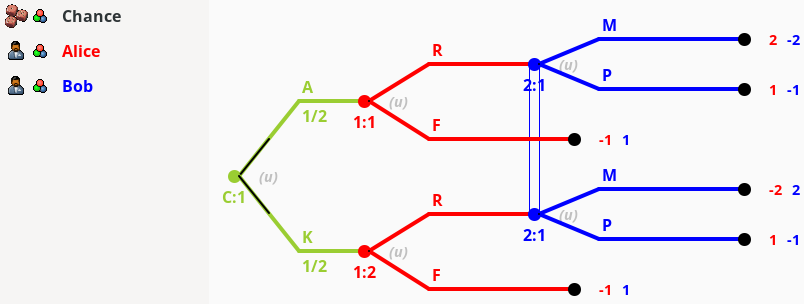 Chance
Alice
Bob
M
2 -2
R
(u)
2:1
P
A
1 -1
1/2
(u)
1:1
F
-1 1
(u)
C:1
M
-2 2
R
(u)
2:1
P
K
1 -1
1/2
(u)
1:2
F
-1 1